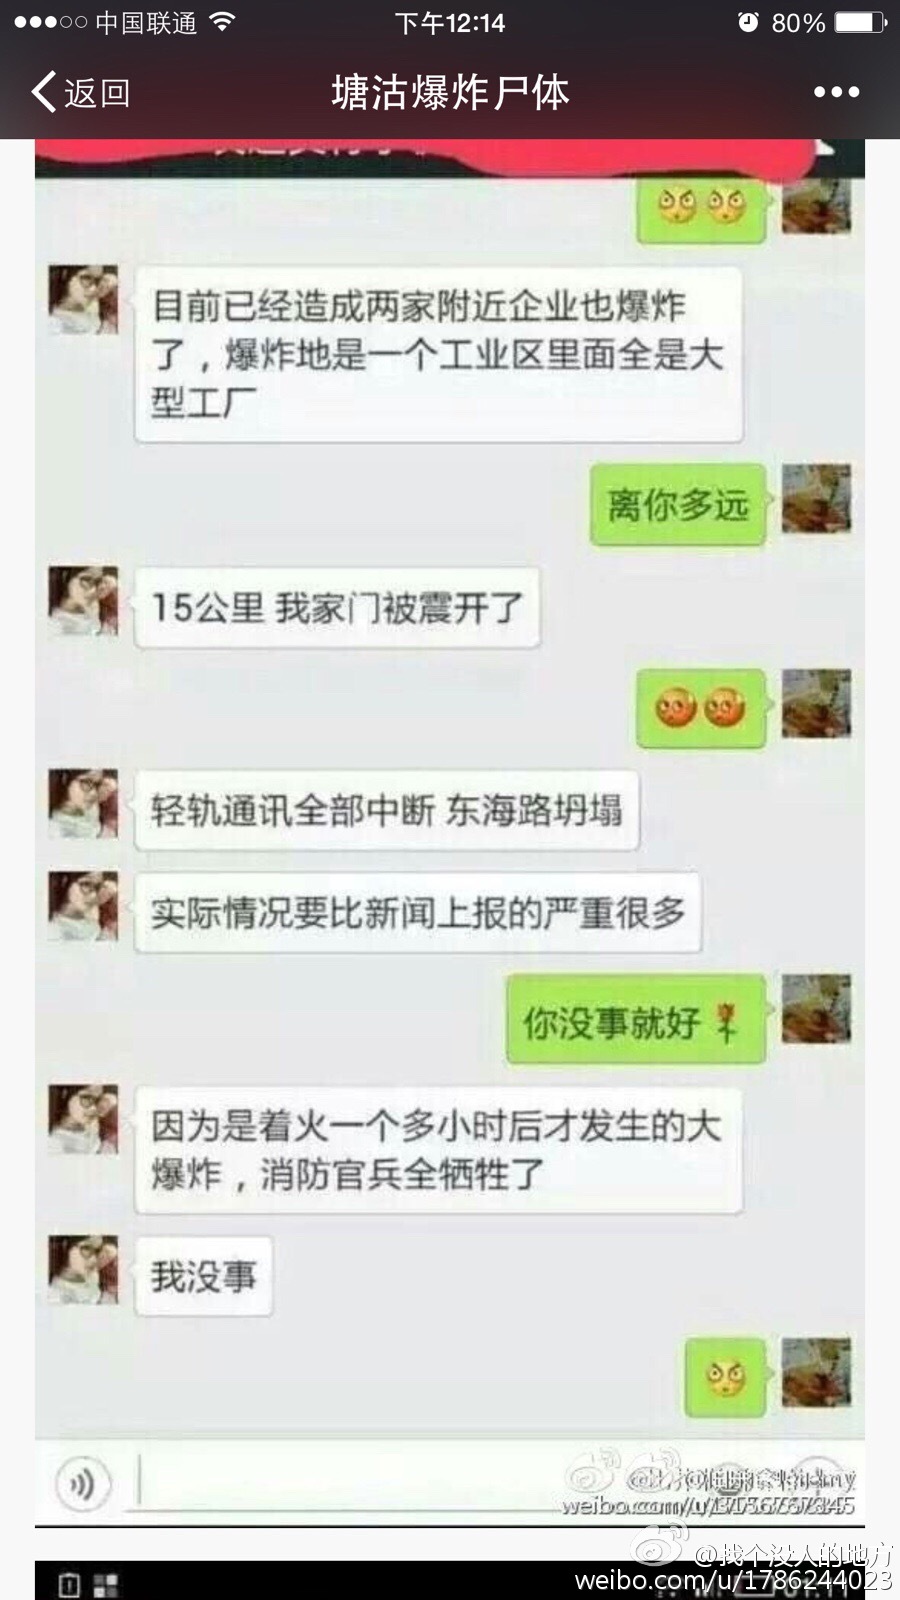 中国联通
下午12:14
80%
返回
塘沽爆炸尸体
目前已经造成两家附近企业也爆炸
了，爆炸地是一个工业区里面全是大
型工厂
离你多远
15公里 我家门被震开了
轻轨通讯全部中断 东海路坍塌
实际情况要比新闻上报的严重很多
你没事就好
因为是着火一个多小时后才发生的大
爆炸，消防官兵全牺牲了
我没事
@找个没人的地方
weibo.com/u/1786244023